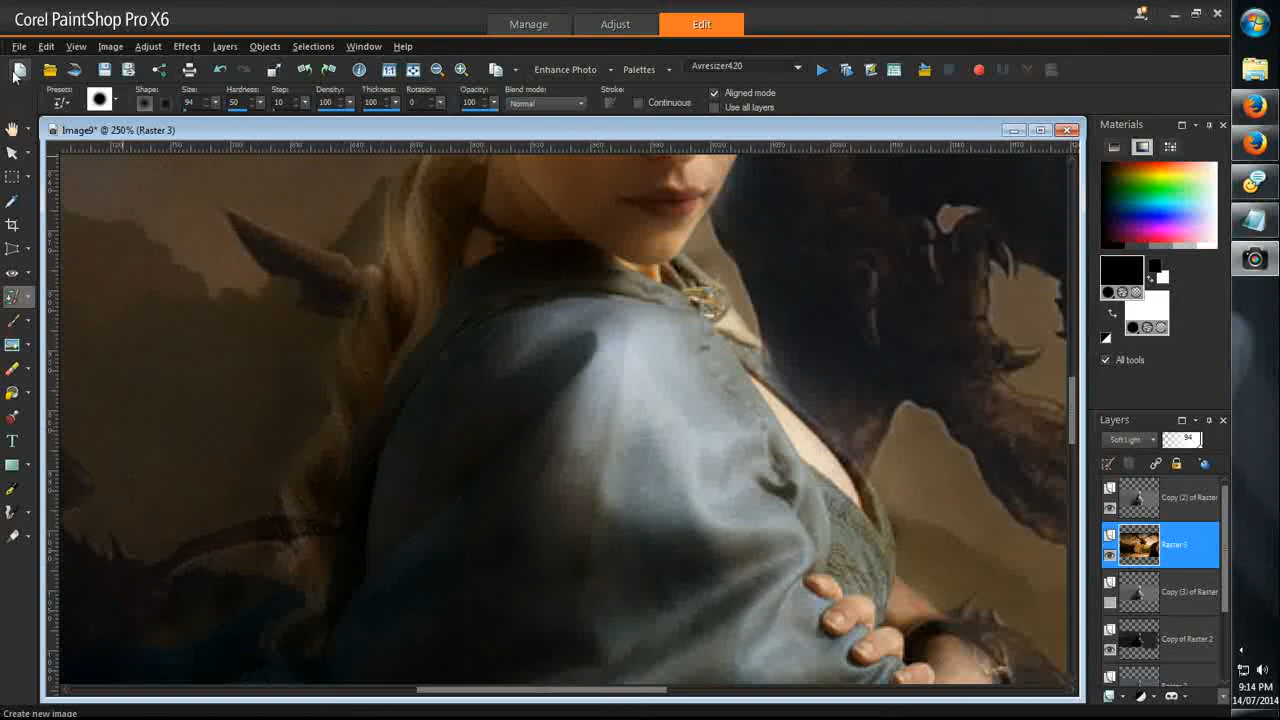 Corel PaintShop Pro X6
Manage Adjust Edit
File Edit View Image Adjust Effects Layers Objects Selections Window Help
Enhance Photo Palettes Avresizer420
Presets: Shape: Size: Hardness: Step: Density: Thickness: Rotation: Opacity: Blend mode: Stroke: Aligned mode
94 50 10 100 100 0 100 Normal Continuous Use all layers
Image9* @ 250% (Raster 3)
Materials
All tools
Layers
Soft Light 94
Copy (2) of Raster
Raster 3
Copy (3) of Raster
Copy of Raster 2
9:14 PM
14/07/2014
Create new image